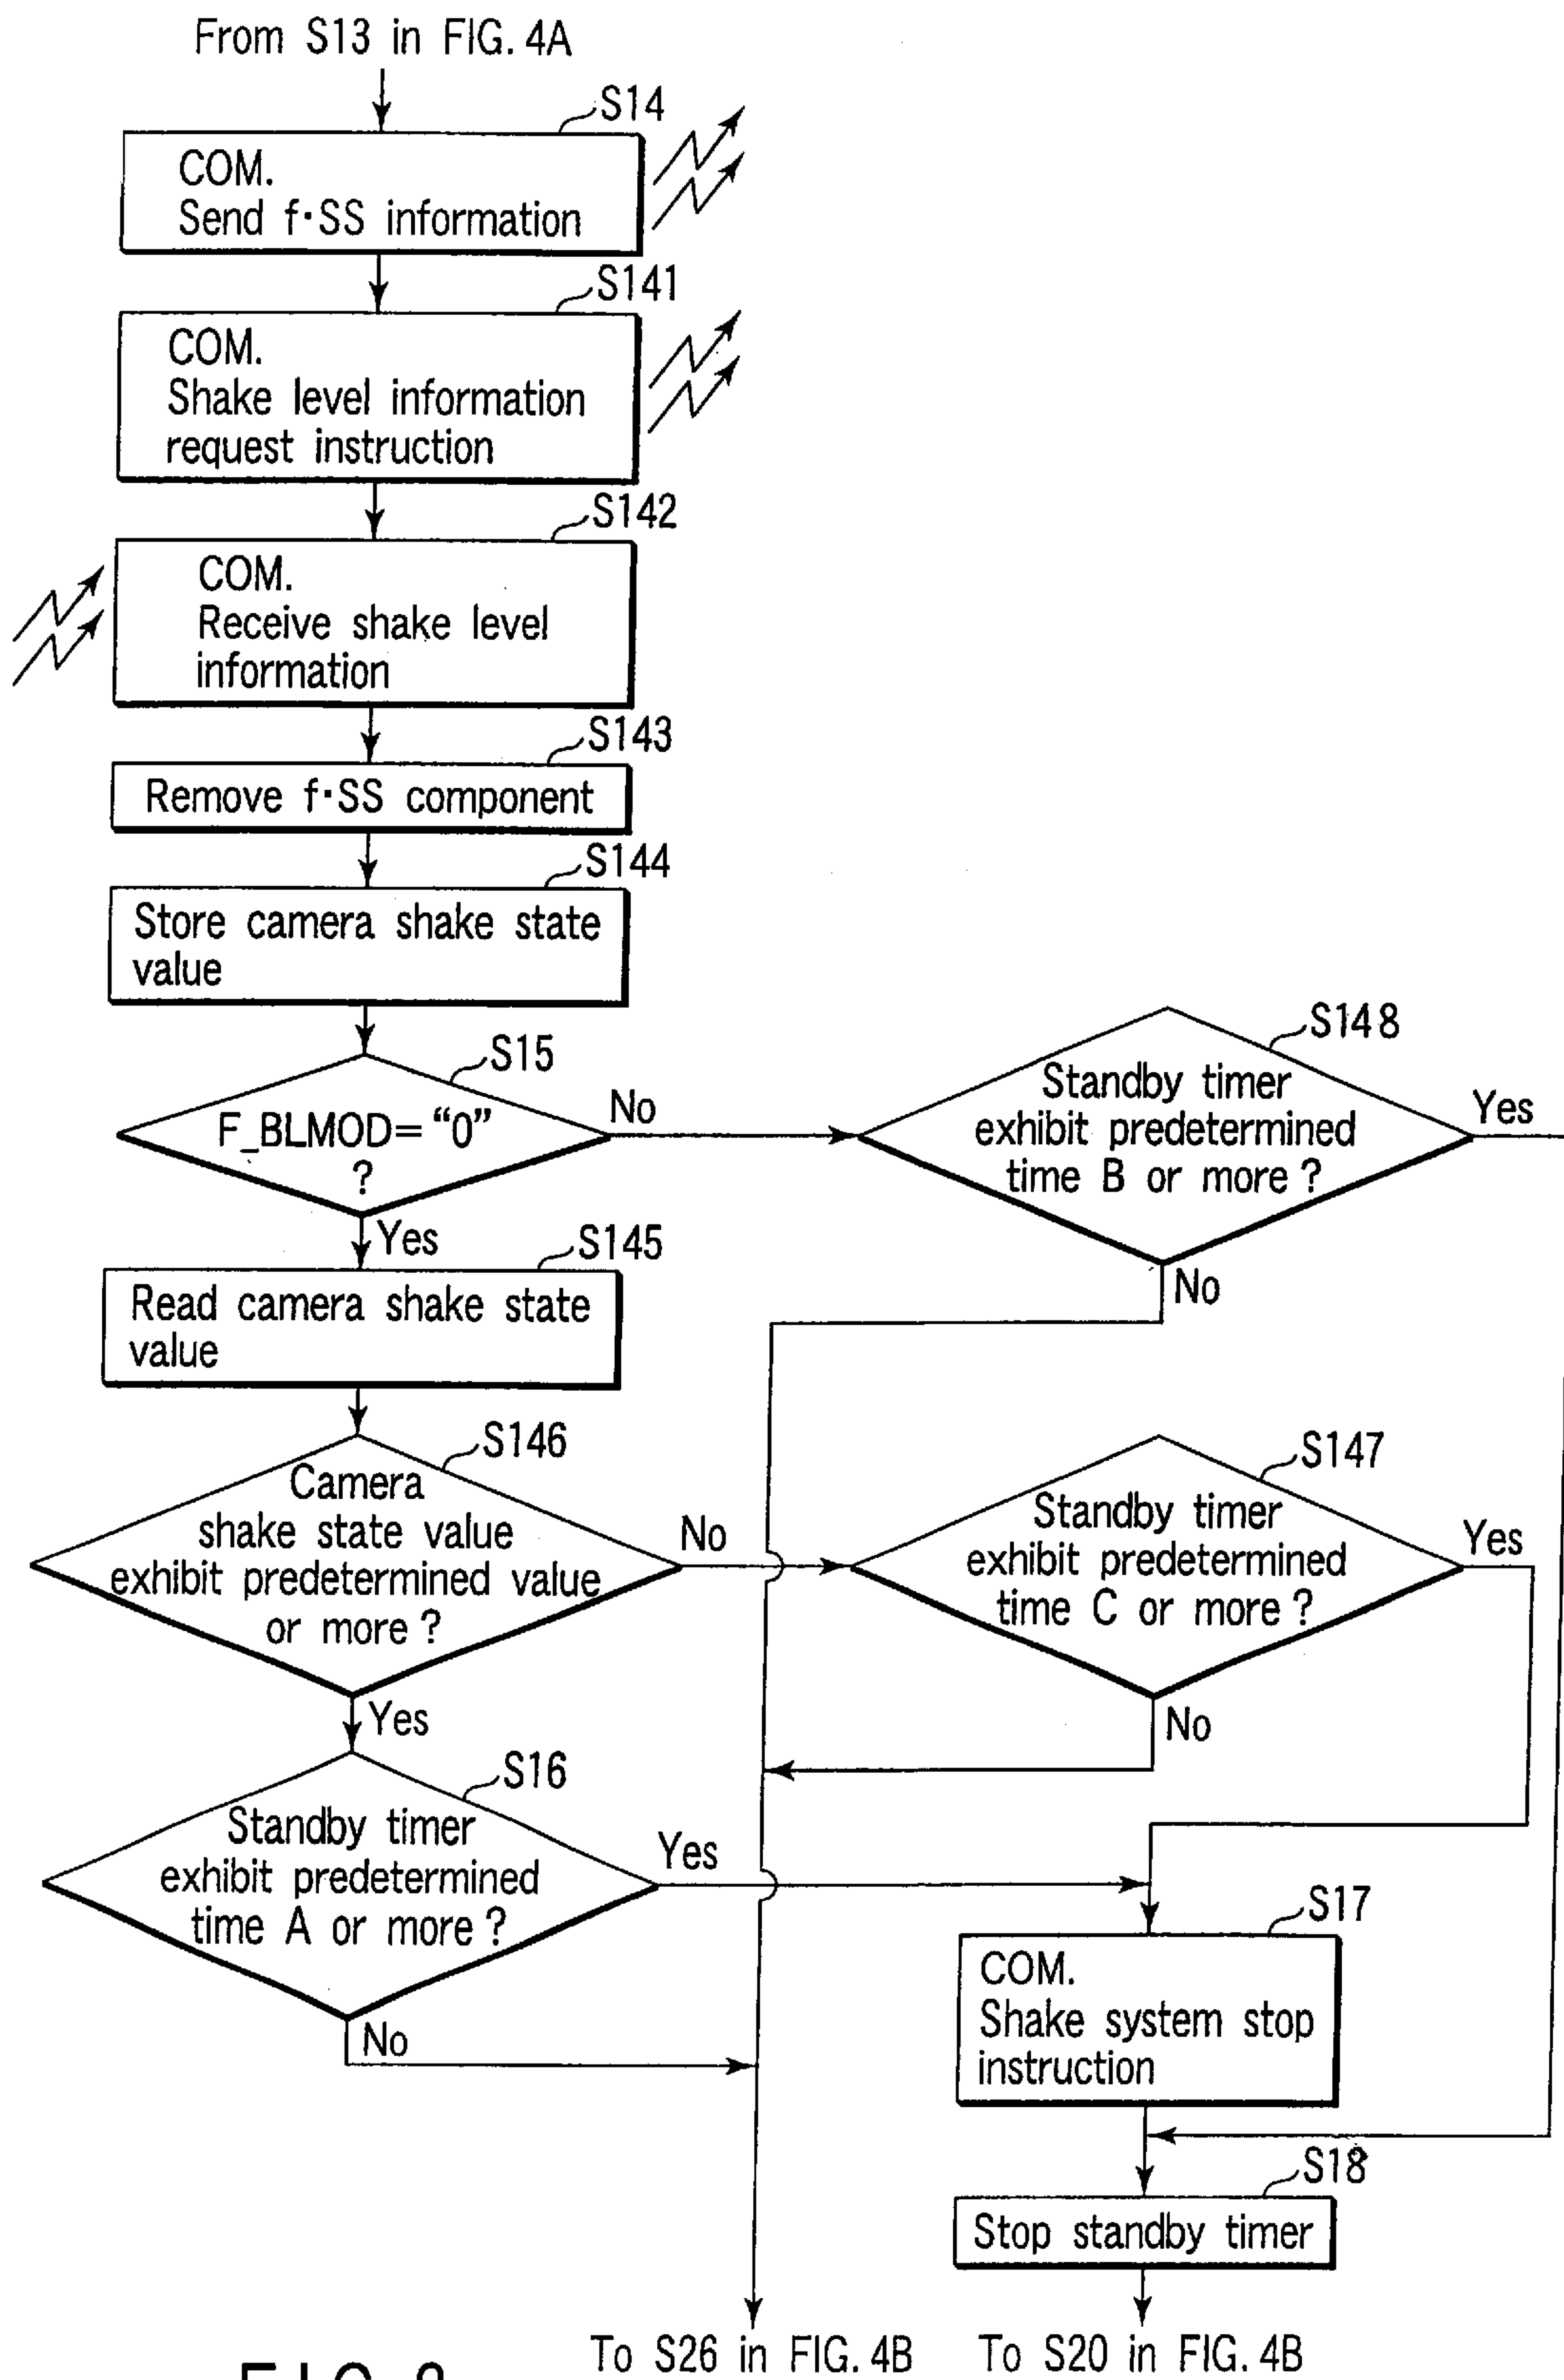 From S13 in FIG. 4A
S14
COM.
Send f·SS information
S141
COM.
Shake level information
request instruction
S142
COM.
Receive shake level
information
S143
Remove f·SS component
S144
Store camera shake state
value
S15
F_BLMOD= “0”
?
No
Yes
S148
Standby timer
exhibit predetermined
time B or more ?
Yes
No
S145
Read camera shake state
value
S146
Camera
shake state value
exhibit predetermined value
or more ?
No
Yes
S147
Standby timer
exhibit predetermined
time C or more ?
Yes
No
S16
Standby timer
exhibit predetermined
time A or more ?
Yes
No
S17
COM.
Shake system stop
instruction
S18
Stop standby timer
To S26 in FIG. 4B
To S20 in FIG. 4B